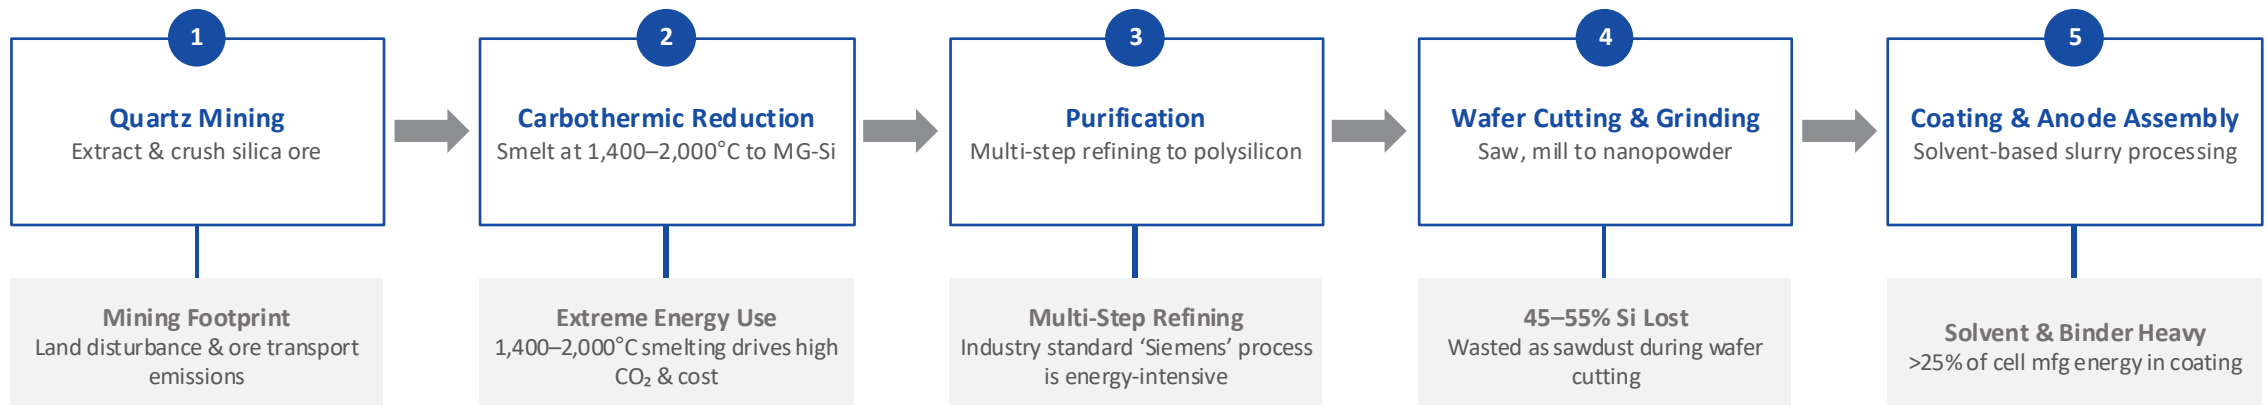 1
Quartz Mining
Extract & crush silica ore
Mining Footprint
Land disturbance & ore transport
emissions
2
Carbothermic Reduction
Smelt at 1,400–2,000°C to MG-Si
Extreme Energy Use
1,400–2,000°C smelting drives high
CO₂ & cost
3
Purification
Multi-step refining to polysilicon
Multi-Step Refining
Industry standard ‘Siemens’ process
is energy-intensive
4
Wafer Cutting & Grinding
Saw, mill to nanopowder
45–55% Si Lost
Wasted as sawdust during wafer
cutting
5
Coating & Anode Assembly
Solvent-based slurry processing
Solvent & Binder Heavy
>25% of cell mfg energy in coating